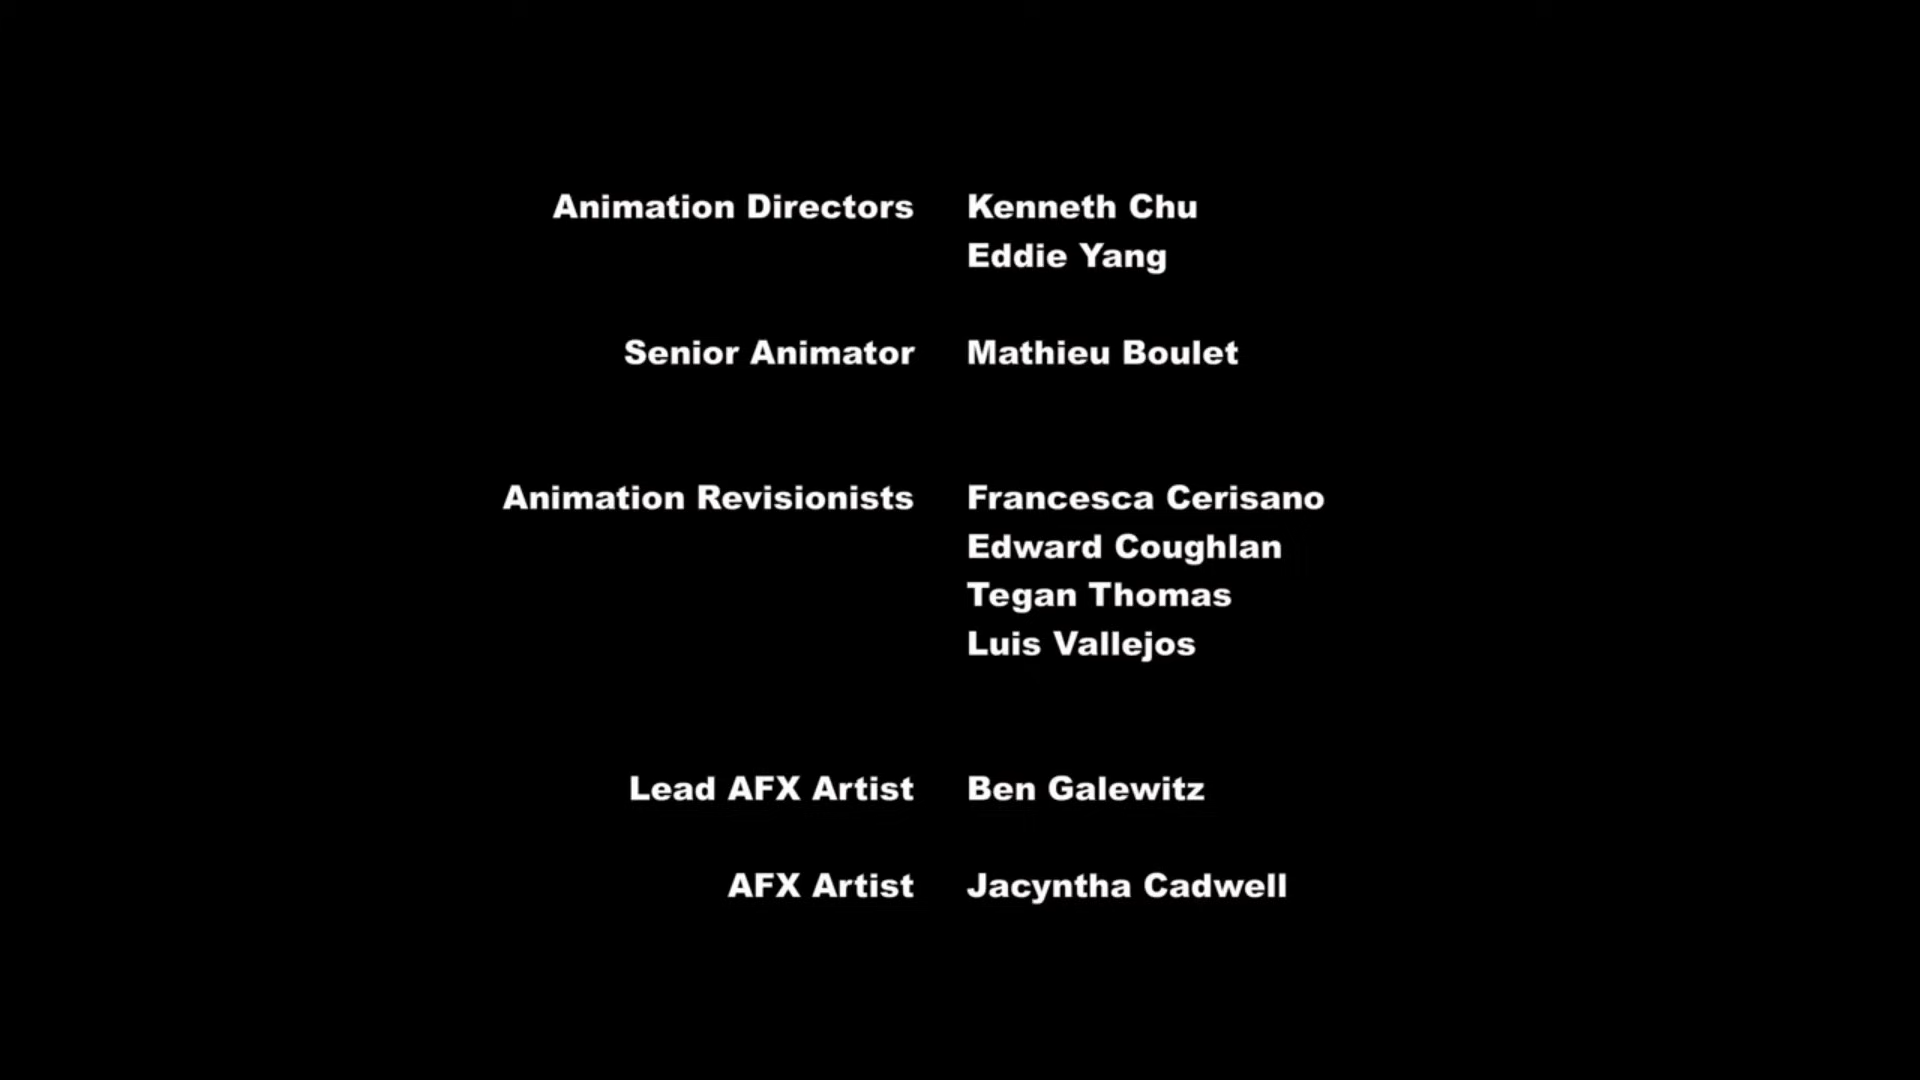 Animation Directors Kenneth Chu
Eddie Yang
Senior Animator Mathieu Boulet
Animation Revisionists Francesca Cerisano
Edward Coughlan
Tegan Thomas
Luis Vallejos
Lead AFX Artist Ben Galewitz
AFX Artist Jacyntha Cadwell